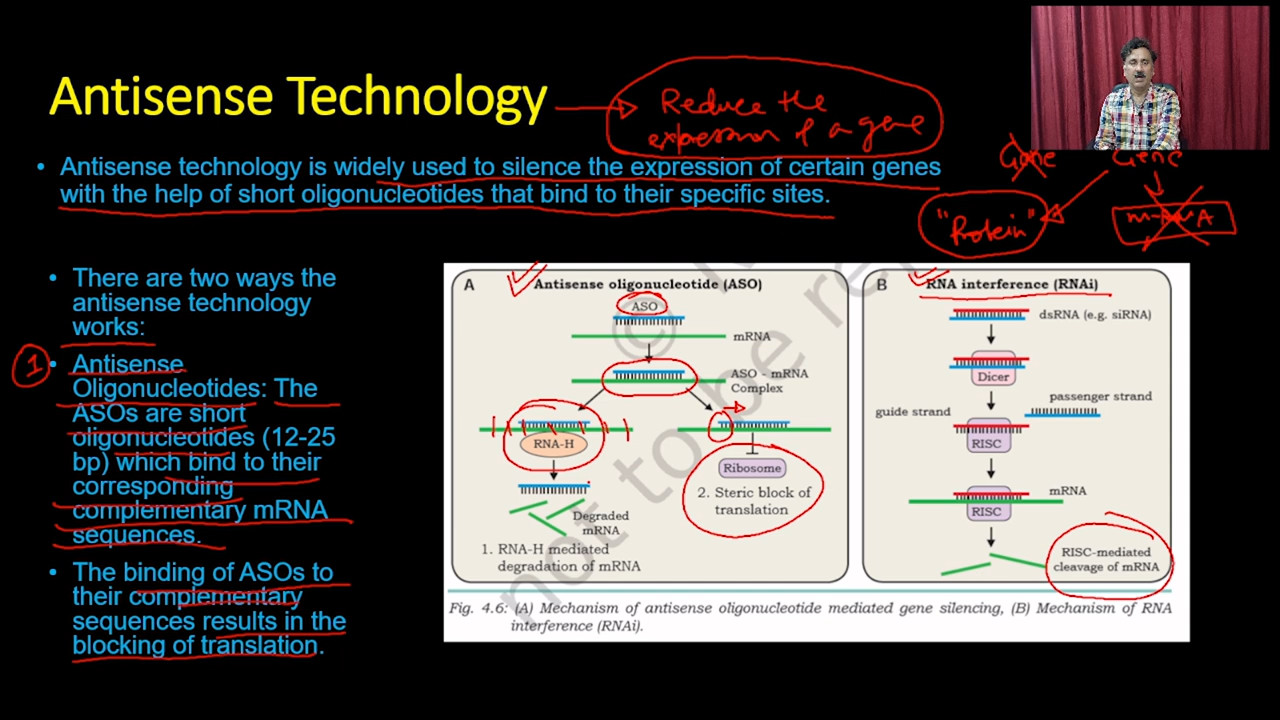 Antisense Technology
Reduce the
expression of a gene
• Antisense technology is widely used to silence the expression of certain genes
with the help of short oligonucleotides that bind to their specific sites.
Gene
Gene
"Protein"
m-RNA
• There are two ways the
antisense technology
works:
1
• Antisense
Oligonucleotides: The
ASOs are short
oligonucleotides (12-25
bp) which bind to their
corresponding
complementary mRNA
sequences.
• The binding of ASOs to
their complementary
sequences results in the
blocking of translation.
A
Antisense oligonucleotide (ASO)
ASO
mRNA
ASO - mRNA
Complex
RNA-H
Ribosome
2. Steric block of
translation
Degraded
mRNA
1. RNA-H mediated
degradation of mRNA
B
RNA interference (RNAi)
dsRNA (e.g. siRNA)
Dicer
passenger strand
guide strand
RISC
mRNA
RISC
RISC-mediated
cleavage of mRNA
Fig. 4.6: (A) Mechanism of antisense oligonucleotide mediated gene silencing, (B) Mechanism of RNA
interference (RNAi).
not to be re
©